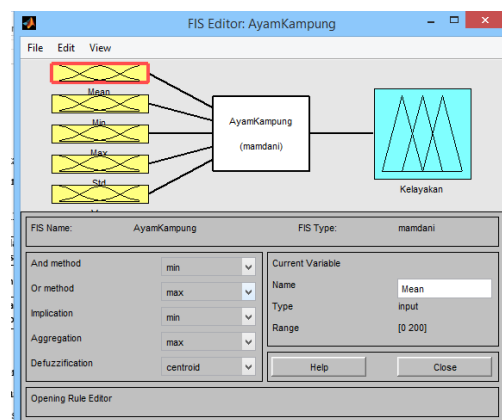 FIS Editor: AyamKampung
File Edit View
Mean
Min
Max
Std
AyamKampung
(mamdani)
Kelayakan
FIS Name: AyamKampung FIS Type: mamdani
And method min
Or method max
Implication min
Aggregation max
Defuzzification centroid
Current Variable
Name Mean
Type input
Range [0 200]
Help Close
Opening Rule Editor